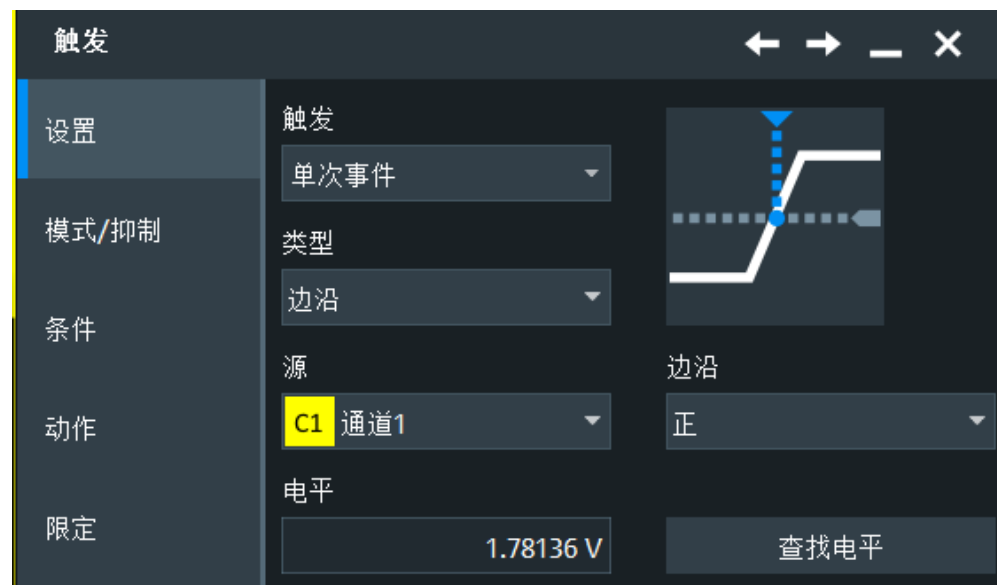 触发
设置
模式/抑制
条件
动作
限定
触发
单次事件
类型
边沿
源
C1 通道1
边沿
正
电平
1.78136 V
查找电平